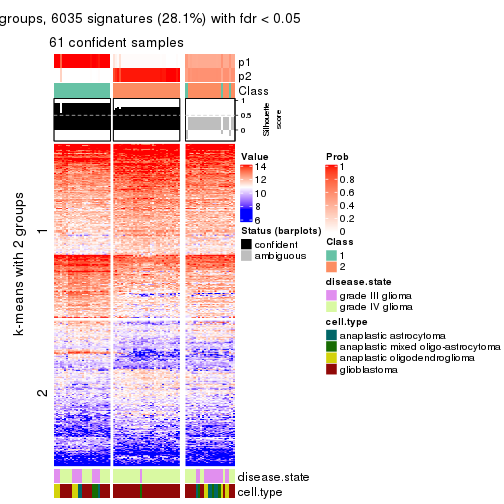 groups, 6035 signatures (28.1%) with fdr < 0.05
61 confident samples
p1
p2
Class
1
0.5
0
Silhouette
score
k-means with 2 groups
1
2
Value
14
12
10
8
6
Status (barplots)
confident
ambiguous
Prob
1
0.8
0.6
0.4
0.2
0
Class
1
2
disease.state
grade III glioma
grade IV glioma
cell.type
anaplastic astrocytoma
anaplastic mixed oligo-astrocytoma
anaplastic oligodendroglioma
glioblastoma
disease.state
cell.type